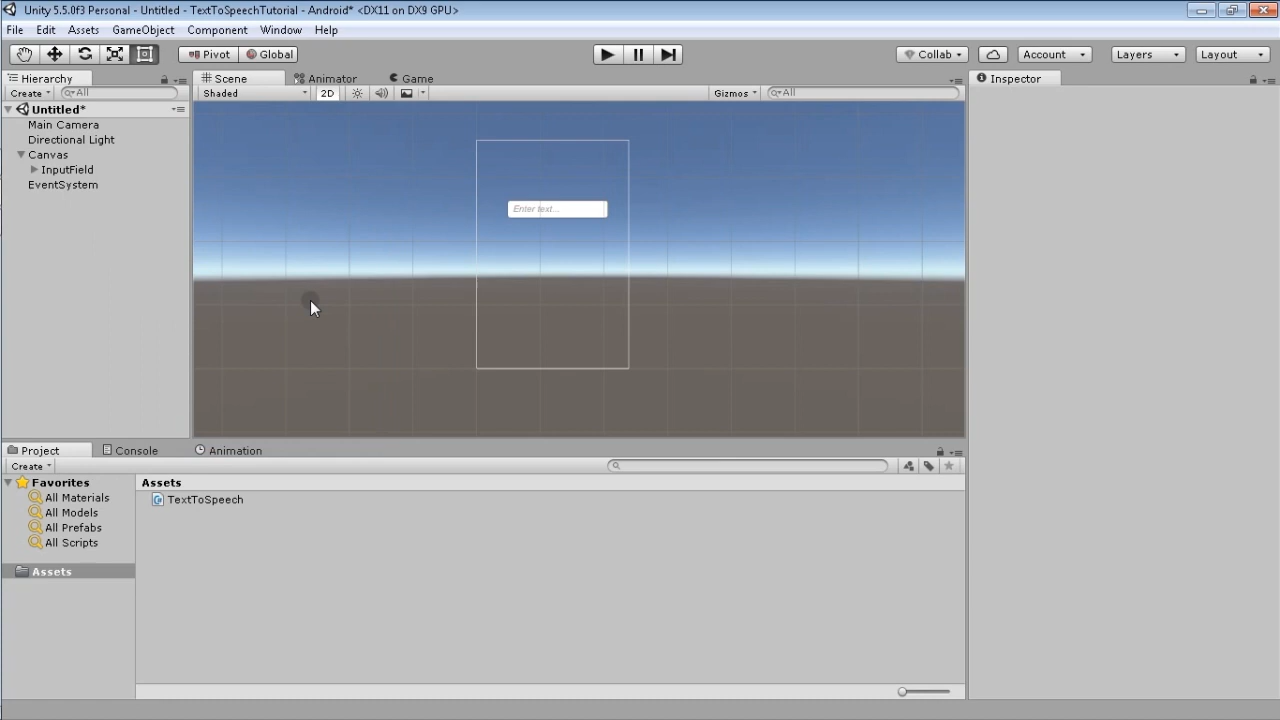 Unity 5.5.0f3 Personal - Untitled - TextToSpeechTutorial - Android* <DX11 on DX9 GPU>
File Edit Assets GameObject Component Window Help
Pivot Global Collab Account Layers Layout
Hierarchy Scene Animator Game Inspector
Create All Shaded 2D Gizmos All
Untitled*
Main Camera
Directional Light
Canvas
InputField
EventSystem
Enter text...
Project Console Animation
Create
Favorites Assets
All Materials TextToSpeech
All Models
All Prefabs
All Scripts
Assets